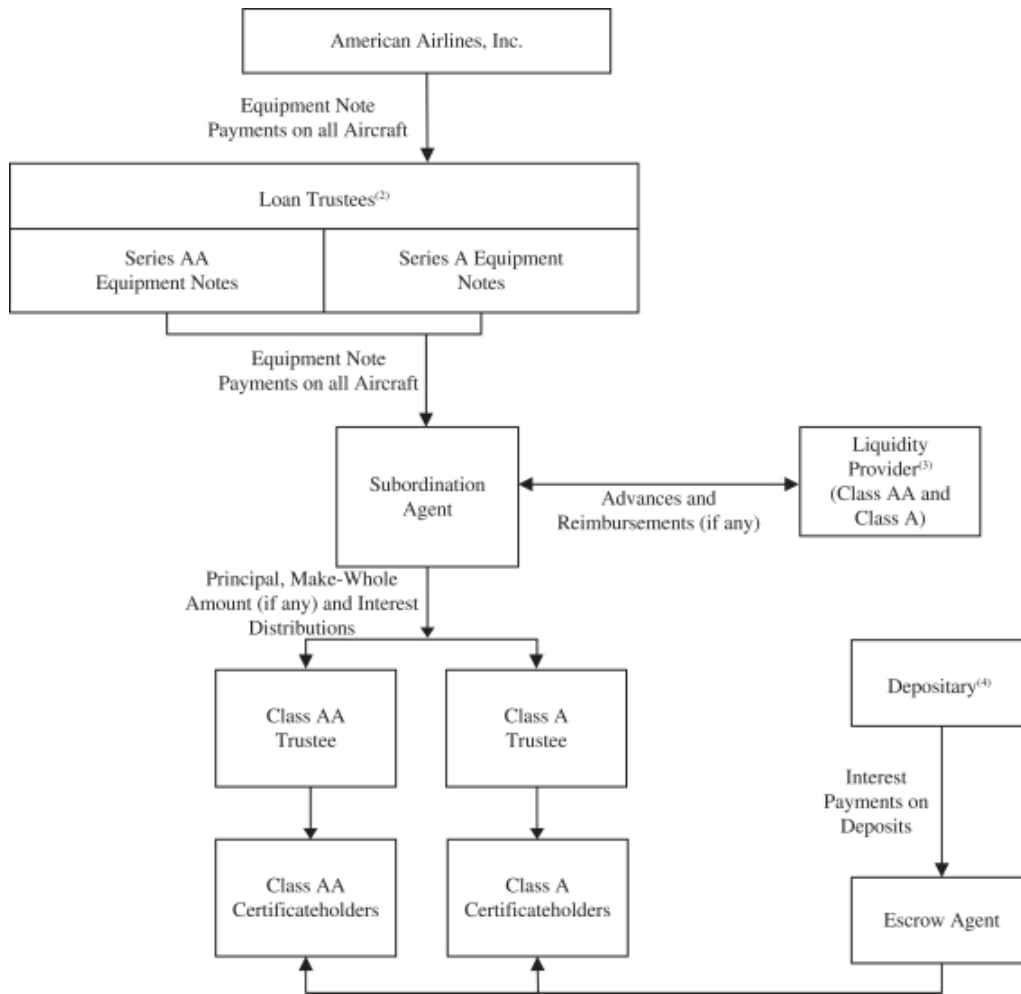 American Airlines, Inc.
Equipment Note
Payments on all Aircraft
Loan Trustees(2)
Series AA
Equipment Notes
Series A Equipment
Notes
Equipment Note
Payments on all Aircraft
Subordination
Agent
Advances and
Reimbursements (if any)
Liquidity
Provider(3)
(Class AA and
Class A)
Principal, Make-Whole
Amount (if any) and Interest
Distributions
Class AA
Trustee
Class A
Trustee
Depositary(4)
Interest
Payments on
Deposits
Class AA
Certificateholders
Class A
Certificateholders
Escrow Agent